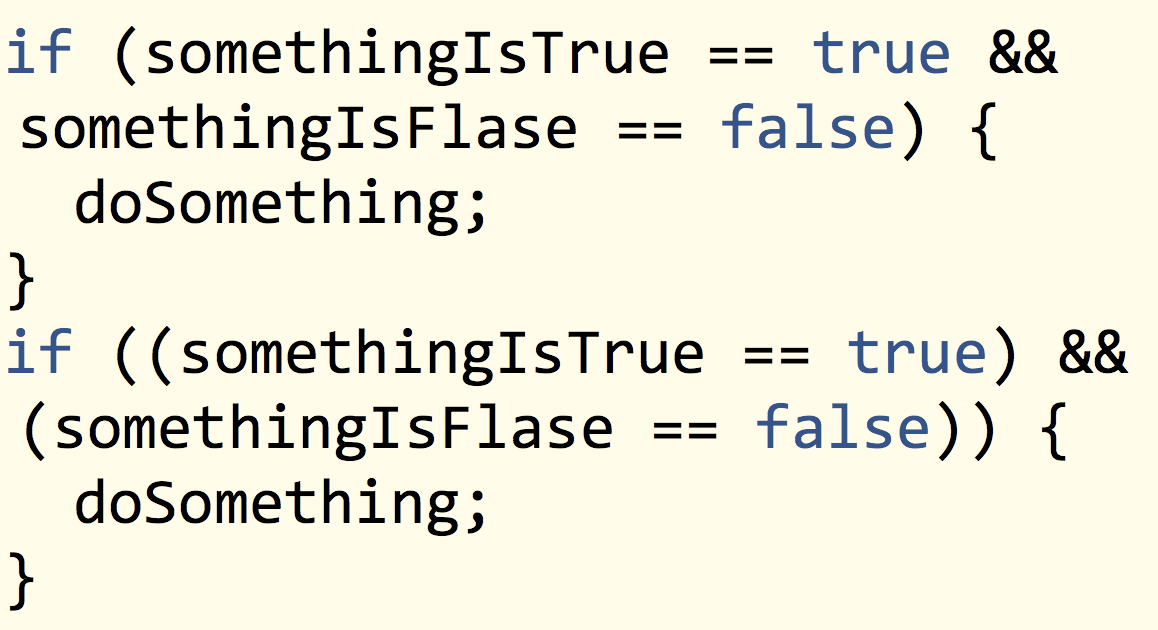 if (somethingIsTrue == true &&
somethingIsFlase == false) {
doSomething;
}
if ((somethingIsTrue == true) &&
(somethingIsFlase == false)) {
doSomething;
}